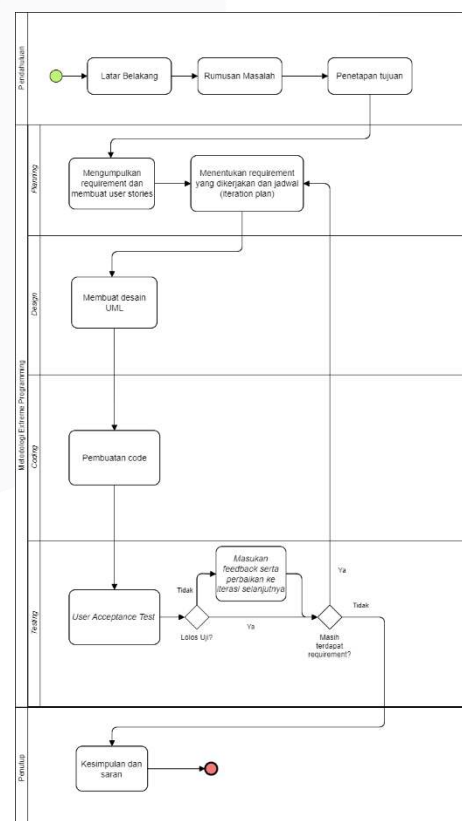 Pendahuluan
Latar Belakang
Rumusan Masalah
Penetapan tujuan
Metodologi Extreme Programming
Planning
Mengumpulkan
requirement dan
membuat user stories
Menentukan requirement
yang dikerjakan dan jadwal
(iteration plan)
Design
Membuat desain
UML
Coding
Pembuatan code
Testing
User Acceptance Test
Lolos Uji?
Tidak
Masukan
feedback serta
perbaikan ke
iterasi selanjutnya
Ya
Masih
terdapat
requirement?
Ya
Tidak
Penutup
Kesimpulan dan
saran